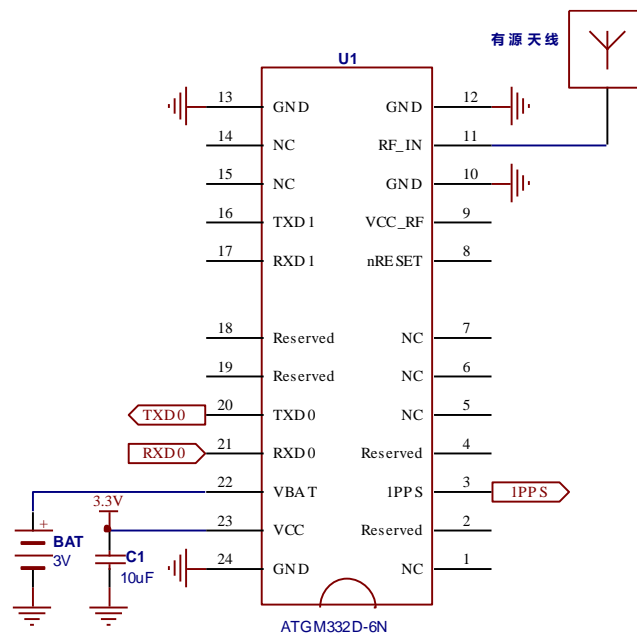 有源天线
U1
13 GND GND 12
14 NC RF_IN 11
15 NC GND 10
16 TXD1 VCC_RF 9
17 RXD1 nRESET 8
18 Reserved NC 7
19 Reserved NC 6
TXD0 20 TXD0 NC 5
RXD0 21 RXD0 Reserved 4
22 VBAT 1PPS 3 1PPS
3.3V 23 VCC Reserved 2
+ BAT
3V
C1
10uF
24 GND NC 1
ATGM332D-6N